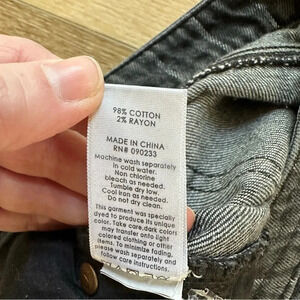 98% COTTON
2% RAYON
MADE IN CHINA
RN# 090233
Machine wash separately
in cold water.
Non chlorine
bleach as needed.
Tumble dry low.
Cool iron as needed.
Do not dry clean.
This garment was specially
dyed to produce its unique
color. Take care.dark colors
may transfer onto light
colored clothing or other
items. To minimize fading,
please wash separately and
follow care instructions.